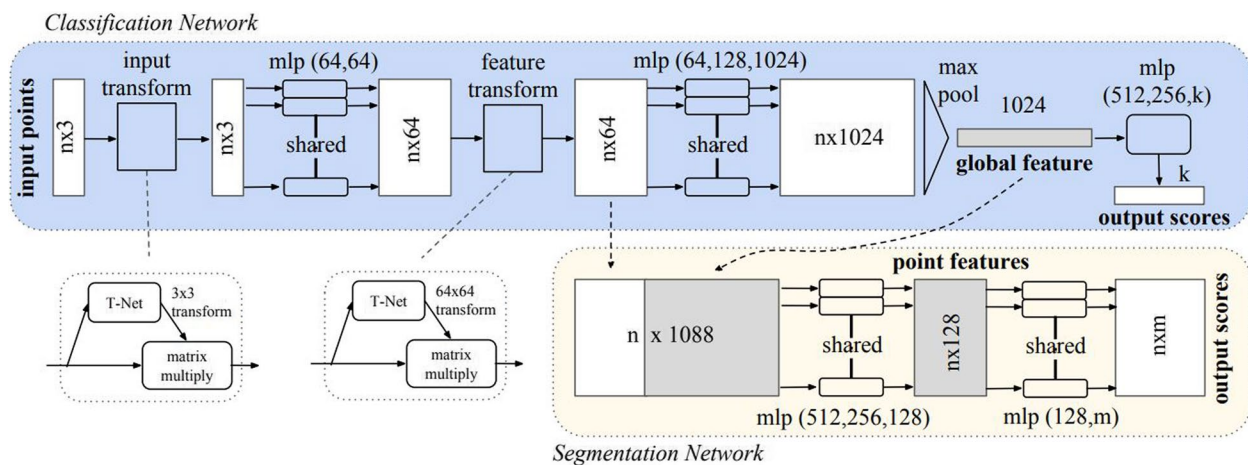 Classification Network
input points
nx3
input
transform
nx3
mlp (64,64)
shared
nx64
feature
transform
nx64
mlp (64,128,1024)
shared
nx1024
max
pool
1024
global feature
mlp
(512,256,k)
k
output scores
T-Net
3x3
transform
matrix
multiply
T-Net
64x64
transform
matrix
multiply
point features
n x 1088
shared
mlp (512,256,128)
nx128
shared
mlp (128,m)
nxm
output scores
Segmentation Network